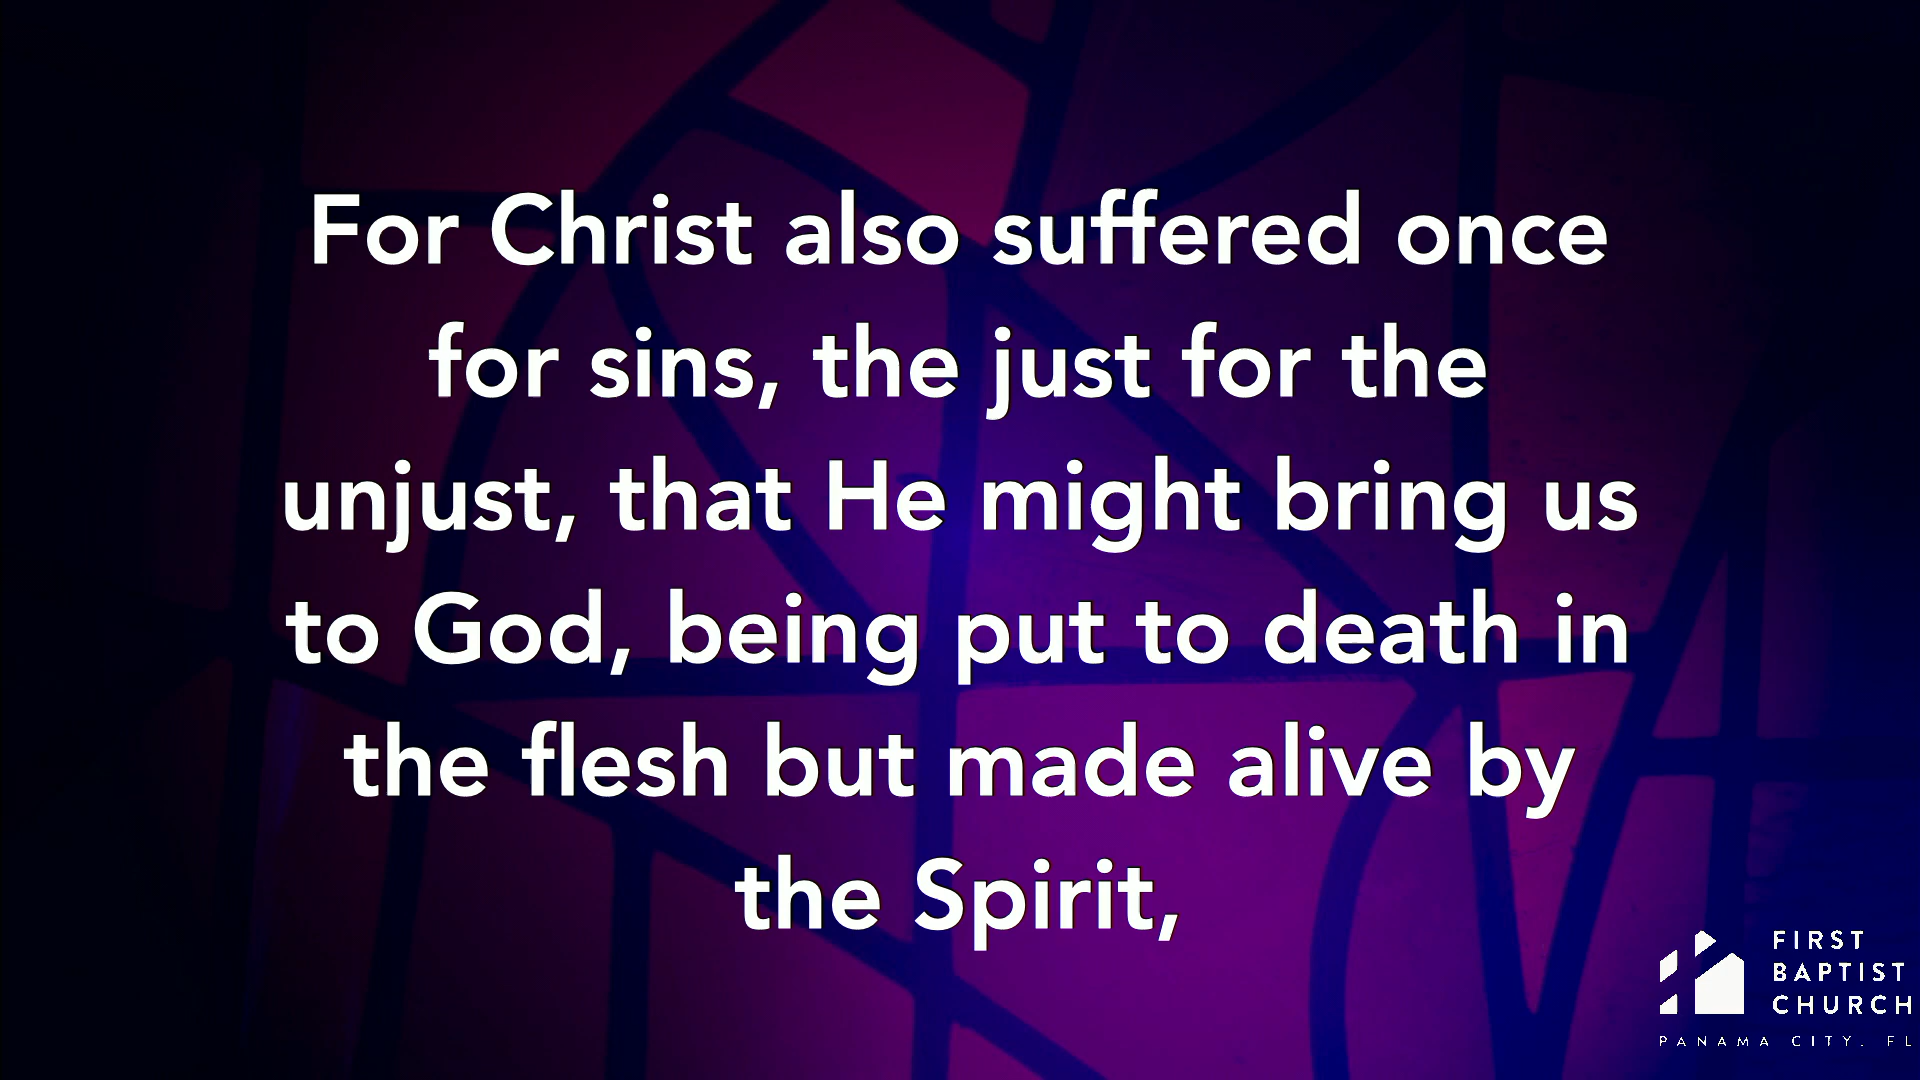 For Christ also suffered once
for sins, the just for the
unjust, that He might bring us
to God, being put to death in
the flesh but made alive by
the Spirit,
FIRST
BAPTIST
CHURCH
PANAMA CITY, FL